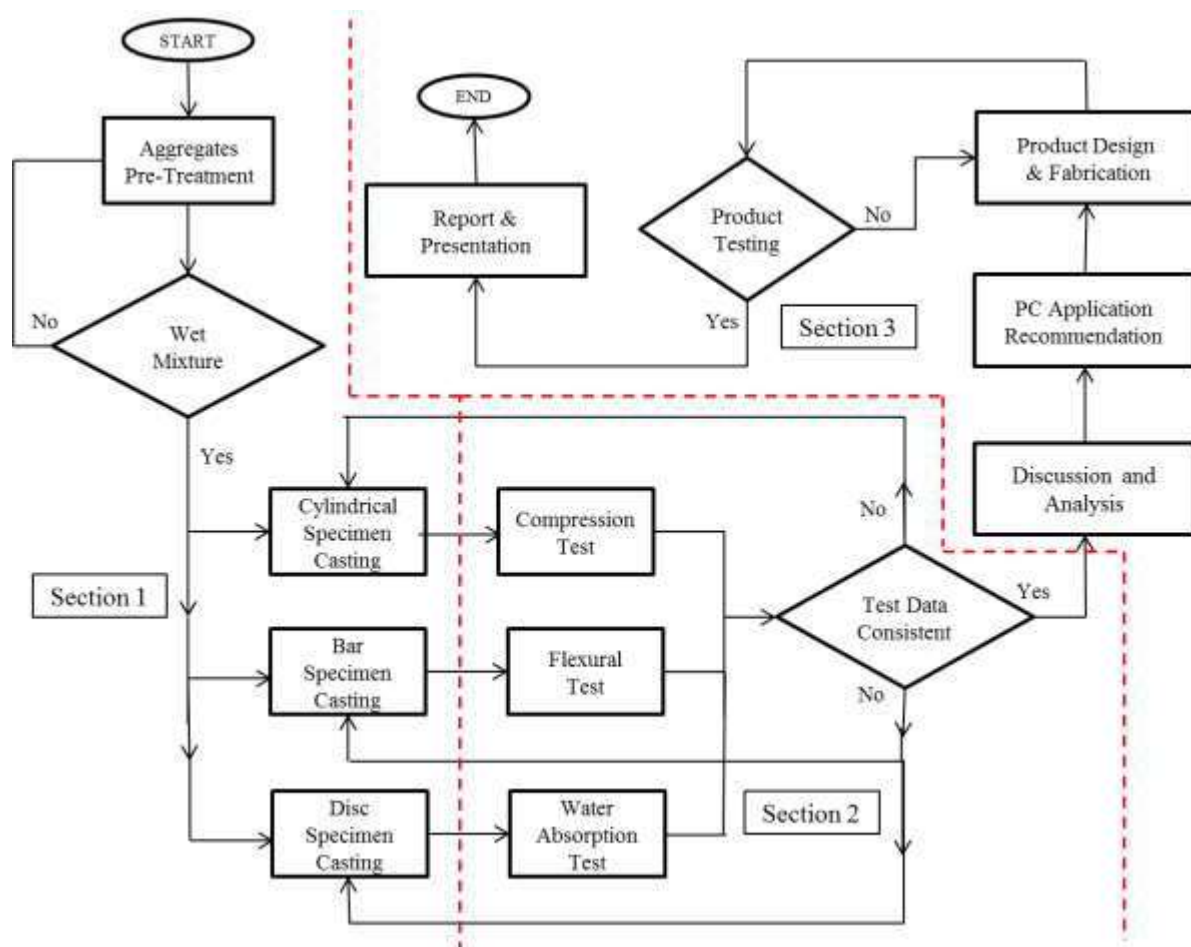 START
Aggregates
Pre-Treatment
No
Wet
Mixture
Yes
Section 1
Cylindrical
Specimen
Casting
Bar
Specimen
Casting
Disc
Specimen
Casting
Compression
Test
Flexural
Test
Water
Absorption
Test
Section 2
No
Test Data
Consistent
Yes
No
Discussion and
Analysis
PC Application
Recommendation
Product Design
& Fabrication
Product
Testing
No
Yes
Section 3
Report &
Presentation
END